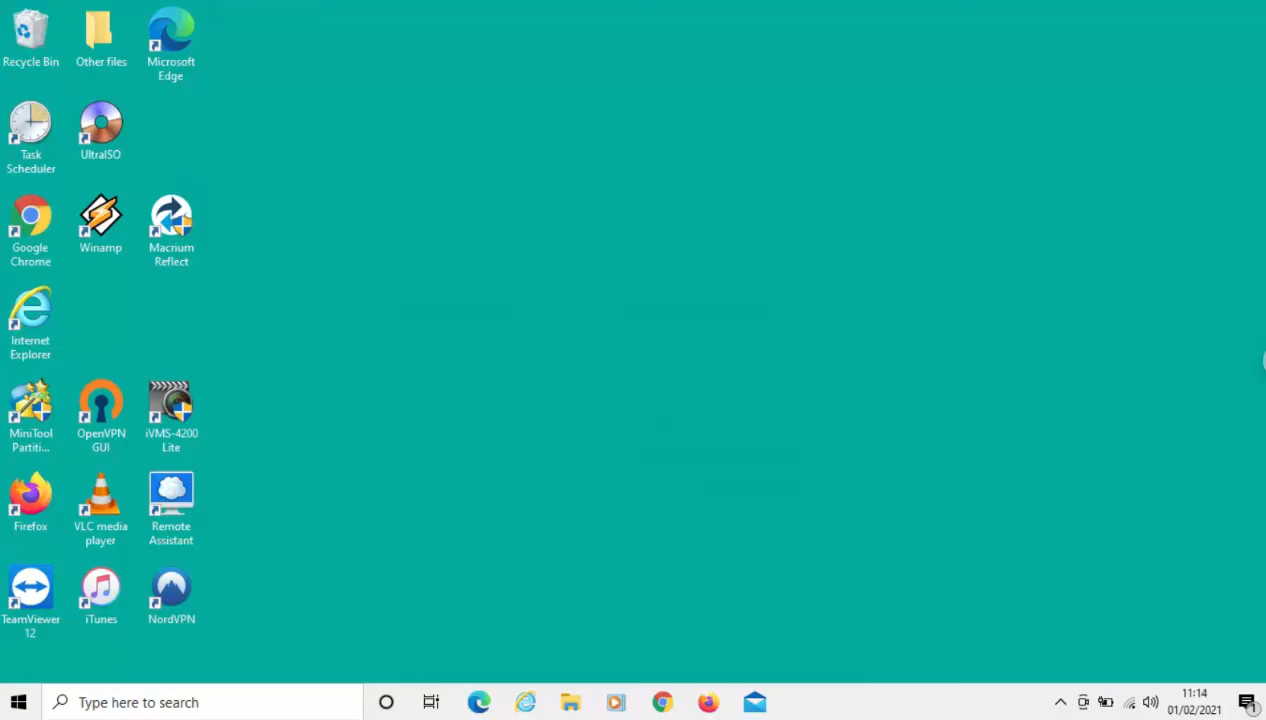 Recycle Bin
Other files
Microsoft
Edge
Task
Scheduler
UltraISO
Google
Chrome
Winamp
Macrium
Reflect
Internet
Explorer
MiniTool
Partiti...
OpenVPN
GUI
iVMS-4200
Lite
Firefox
VLC media
player
Remote
Assistant
TeamViewer
12
iTunes
NordVPN
Type here to search
11:14
01/02/2021
1